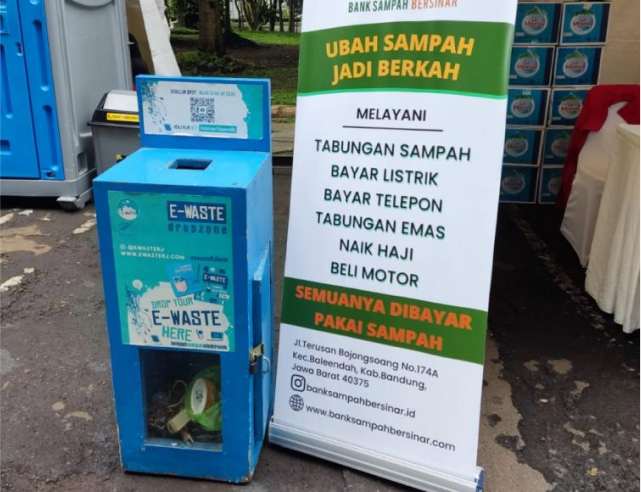 E-WASTE
dropzone
@EWASTERJ
WWW.EWASTERJ.COM
E-WASTE
DROP YOUR
E-WASTE
HERE
BANK SAMPAH BERSINAR
UBAH SAMPAH
JADI BERKAH
MELAYANI
TABUNGAN SAMPAH
BAYAR LISTRIK
BAYAR TELEPON
TABUNGAN EMAS
NAIK HAJI
BELI MOTOR
SEMUANYA DIBAYAR
PAKAI SAMPAH
Jl.Terusan Bojongsoang No.174A
Kec.Baleendah, Kab.Bandung,
Jawa Barat 40375
banksampahbersinar.id
www.banksampahbersinar.com